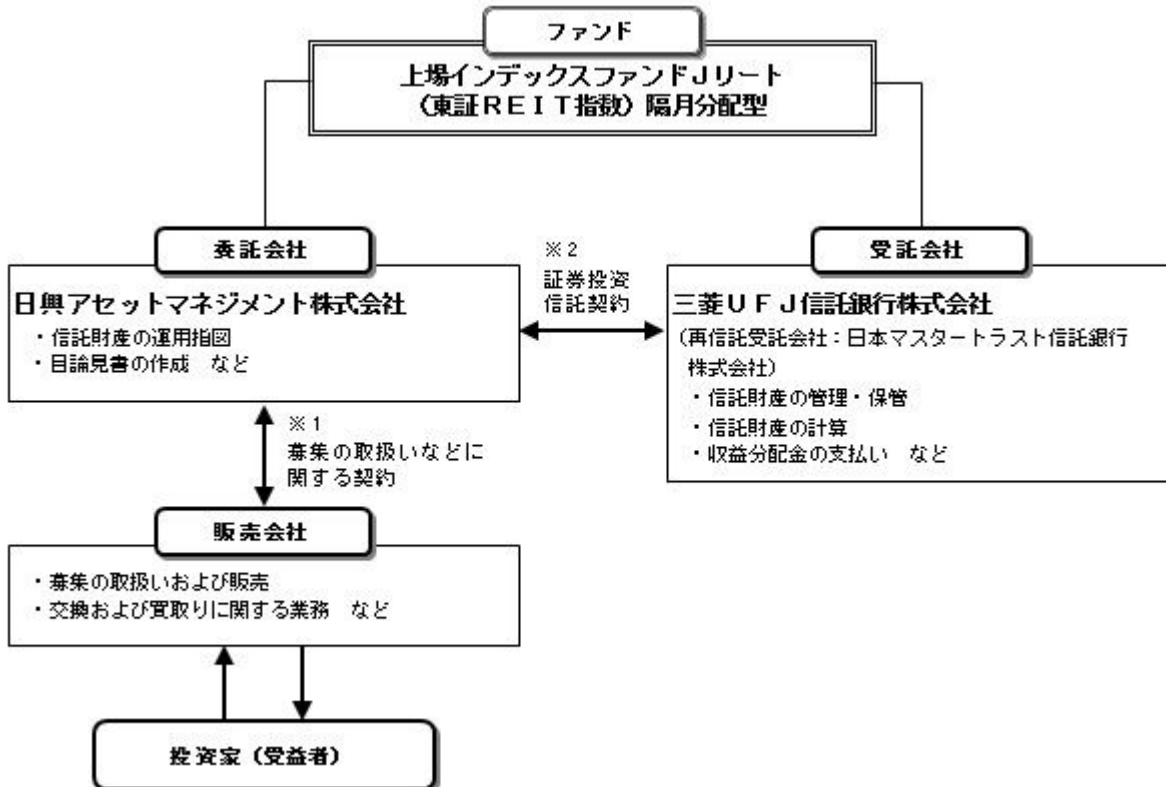 ファンド
上場インデックスファンドJリート
(東証REIT指数)隔月分配型
委託会社
日興アセットマネジメント株式会社
・信託財産の運用指図
・目論見書の作成 など
※2
証券投資
信託契約
受託会社
三菱UFJ信託銀行株式会社
(再信託受託会社:日本マスタートラスト信託銀行
株式会社)
・信託財産の管理・保管
・信託財産の計算
・収益分配金の支払い など
※1
募集の取扱いなどに
関する契約
販売会社
・募集の取扱いおよび販売
・交換および買取りに関する業務 など
投資家(受益者)